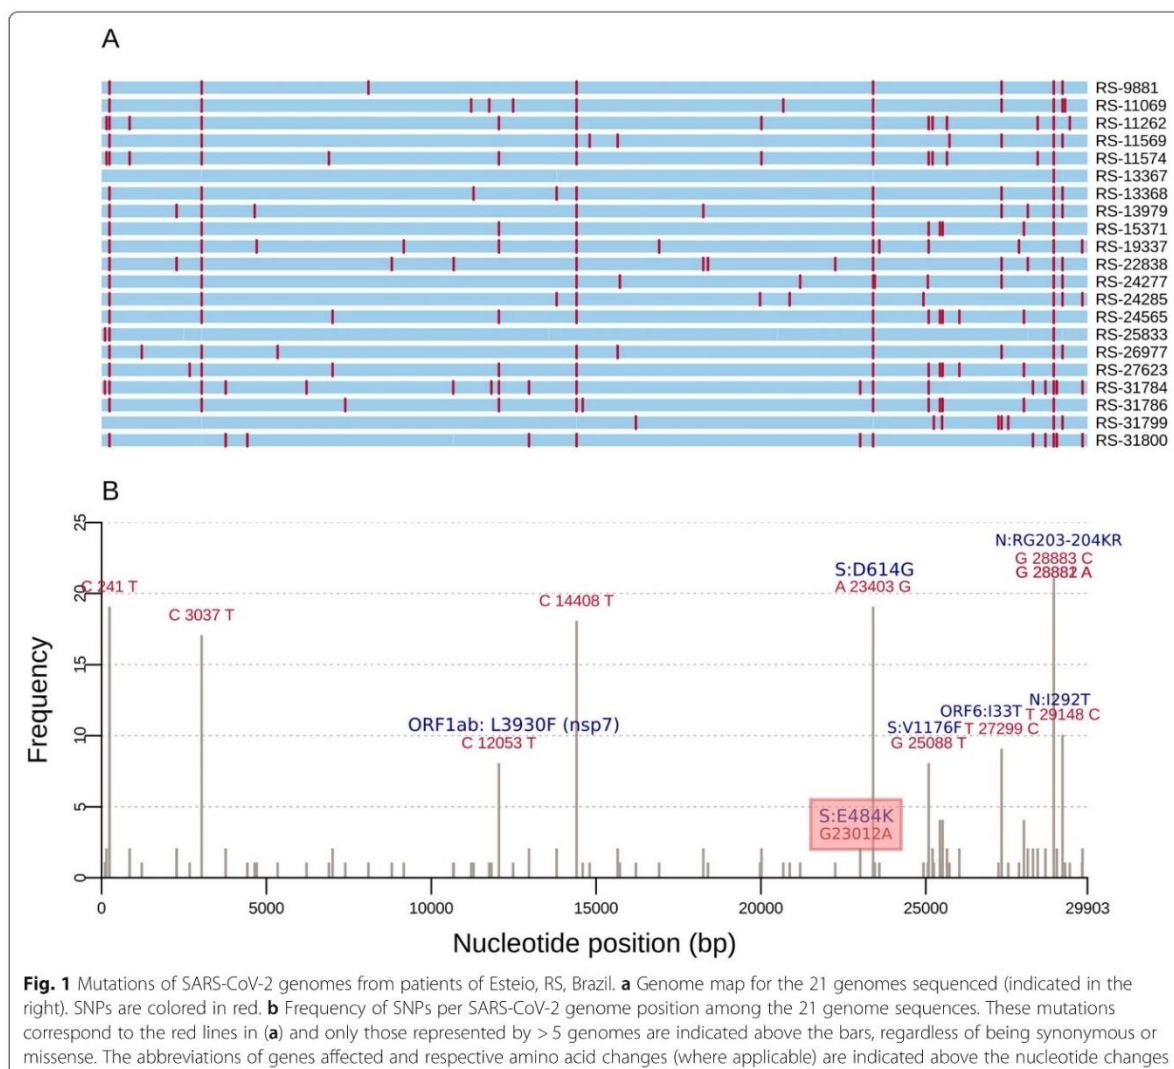 A
RS-9881
RS-11069
RS-11262
RS-11569
RS-11574
RS-13367
RS-13368
RS-13979
RS-15371
RS-19337
RS-22838
RS-24277
RS-24285
RS-24565
RS-25833
RS-26977
RS-27623
RS-31784
RS-31786
RS-31799
RS-31800
B
N:RG203-204KR
G 28883 C
S:D614G
A 23403 G
C 241 T
C 3037 T
C 14408 T
N:I292T
T 29148 C
ORF6:I33T
T 27299 C
S:V1176F
G 25088 T
ORF1ab: L3930F (nsp7)
C 12053 T
S:E484K
G23012A
Frequency
25
20
15
10
5
0
0
5000
10000
15000
20000
25000
29903
Nucleotide position (bp)
Fig. 1 Mutations of SARS-CoV-2 genomes from patients of Esteio, RS, Brazil. a Genome map for the 21 genomes sequenced (indicated in the
right). SNPs are colored in red. b Frequency of SNPs per SARS-CoV-2 genome position among the 21 genome sequences. These mutations
correspond to the red lines in (a) and only those represented by > 5 genomes are indicated above the bars, regardless of being synonymous or
missense. The abbreviations of genes affected and respective amino acid changes (where applicable) are indicated above the nucleotide changes